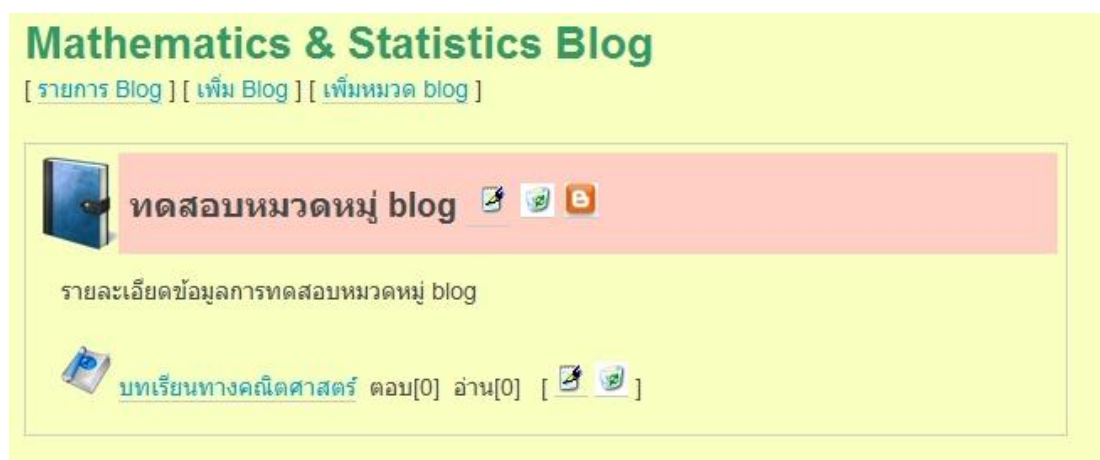 Mathematics & Statistics Blog
[ รายการ Blog ] [ เพิ่ม Blog ] [ เพิ่มหมวด blog ]
ทดสอบหมวดหมู่ blog
รายละเอียดข้อมูลการทดสอบหมวดหมู่ blog
บทเรียนทางคณิตศาสตร์ ตอบ[0] อ่าน[0] [ ]